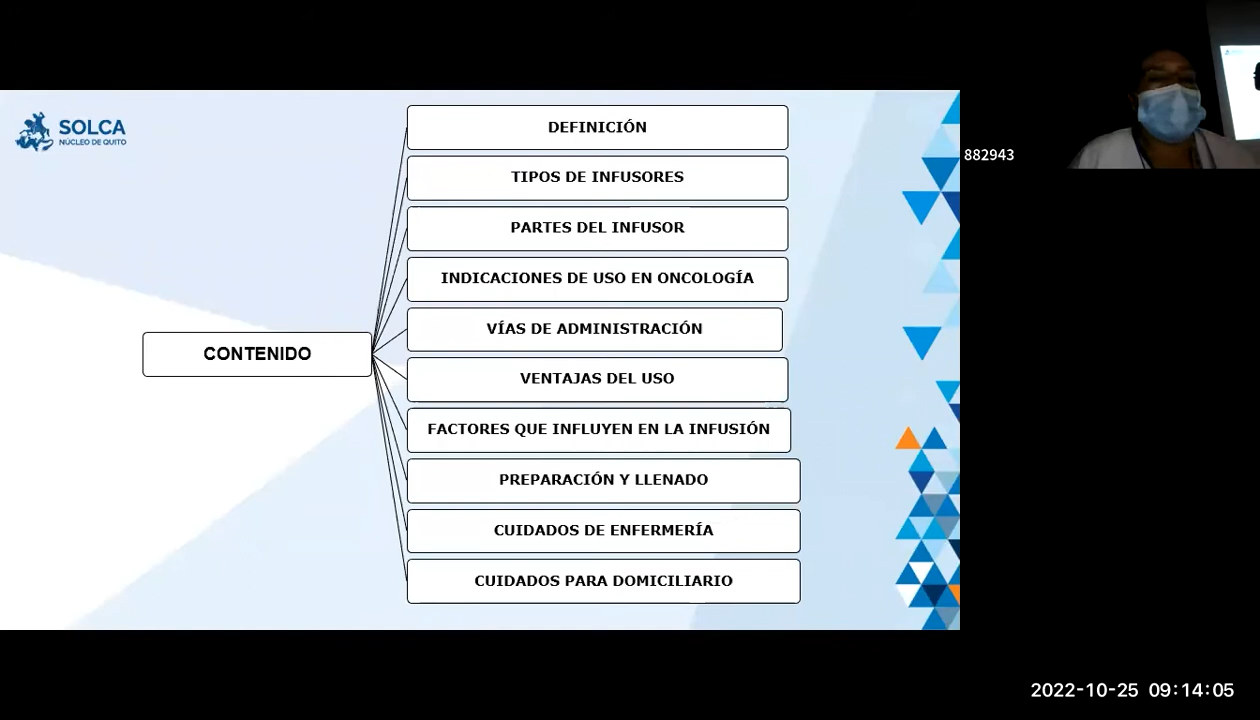 SOLCA
NÚCLEO DE QUITO
CONTENIDO
DEFINICIÓN
TIPOS DE INFUSORES
PARTES DEL INFUSOR
INDICACIONES DE USO EN ONCOLOGÍA
VÍAS DE ADMINISTRACIÓN
VENTAJAS DEL USO
FACTORES QUE INFLUYEN EN LA INFUSIÓN
PREPARACIÓN Y LLENADO
CUIDADOS DE ENFERMERÍA
CUIDADOS PARA DOMICILIARIO
882943
2022-10-25 09:14:05